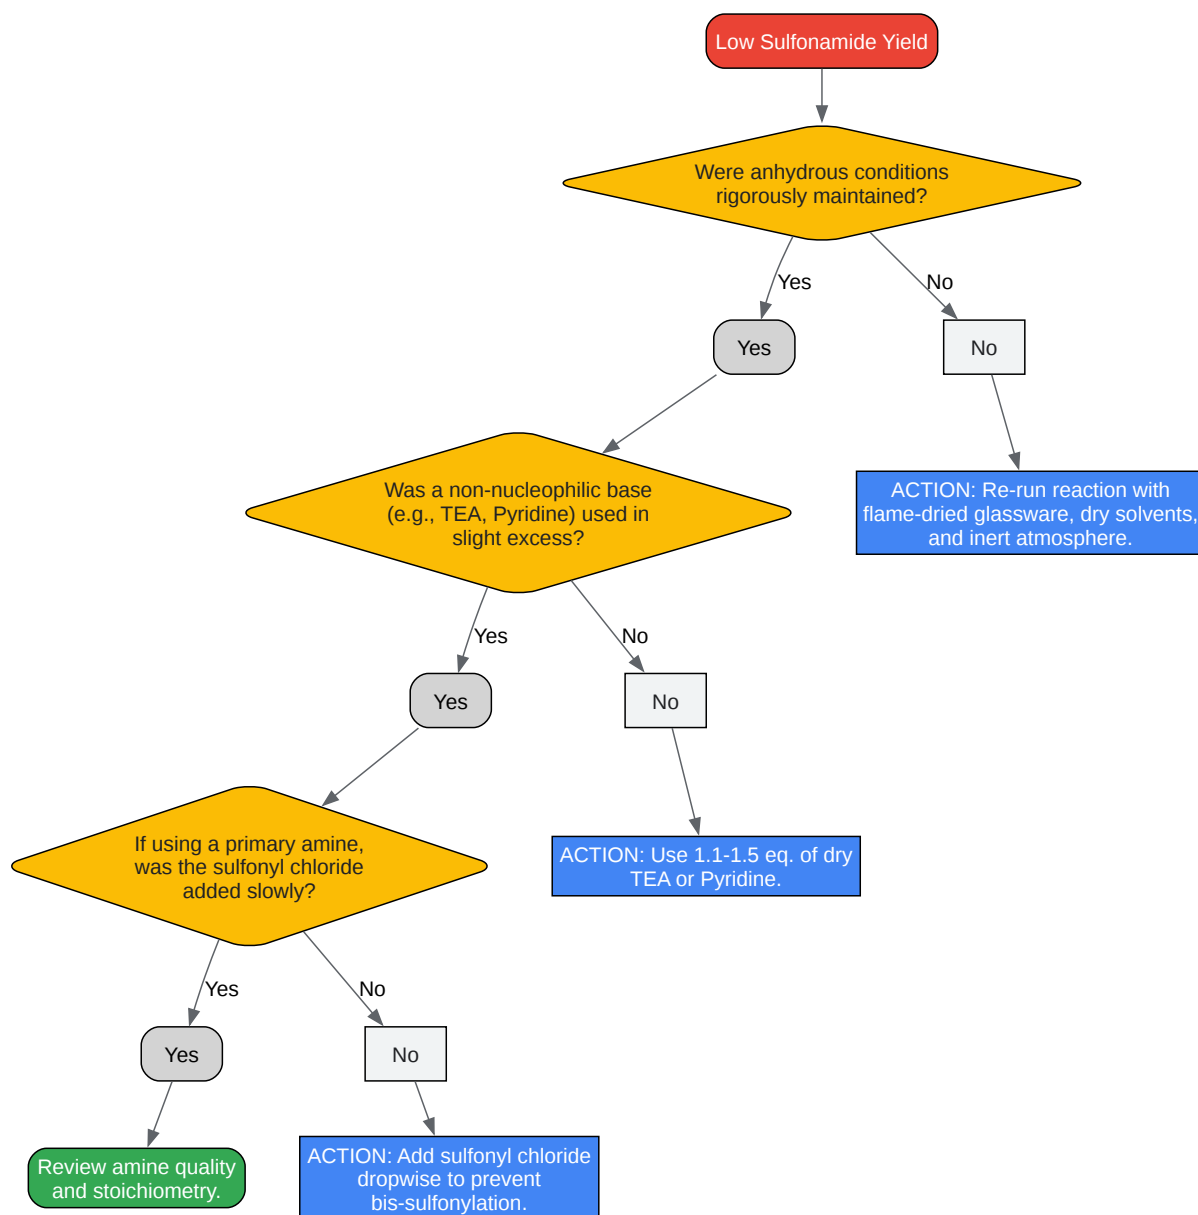 Low Sulfonamide Yield
Were anhydrous conditions
rigorously maintained?
Yes
No
Yes
No
Was a non-nucleophilic base
(e.g., TEA, Pyridine) used in
slight excess?
ACTION: Re-run reaction with
flame-dried glassware, dry solvents,
and inert atmosphere.
Yes
No
Yes
No
If using a primary amine,
was the sulfonyl chloride
added slowly?
ACTION: Use 1.1-1.5 eq. of dry
TEA or Pyridine.
Yes
No
Yes
No
Review amine quality
and stoichiometry.
ACTION: Add sulfonyl chloride
dropwise to prevent
bis-sulfonylation.